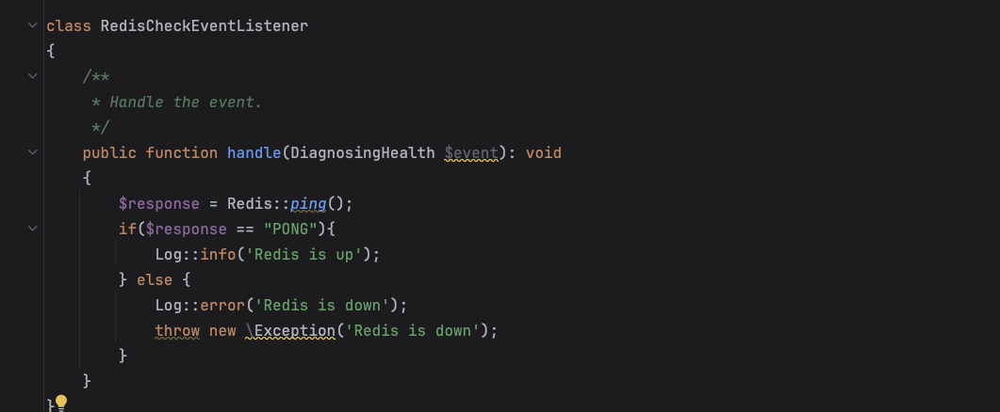 class RedisCheckEventListener
{
    /**
     * Handle the event.
     */
    public function handle(DiagnosingHealth $event): void
    {
        $response = Redis::ping();
        if($response == "PONG"){
            Log::info('Redis is up');
        } else {
            Log::error('Redis is down');
            throw new \Exception('Redis is down');
        }
    }
}